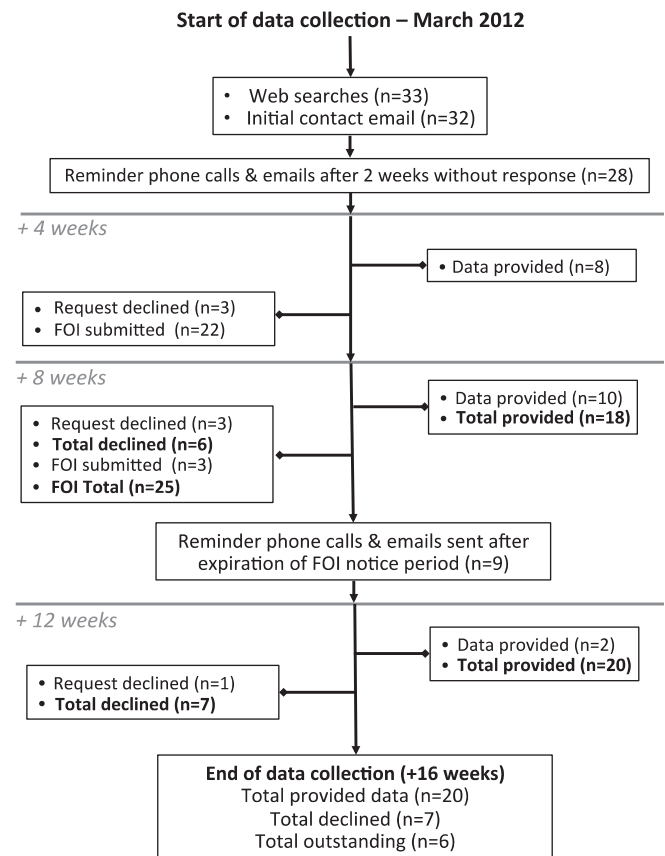 Start of data collection – March 2012
• Web searches (n=33)
• Initial contact email (n=32)
Reminder phone calls & emails after 2 weeks without response (n=28)
+ 4 weeks
• Data provided (n=8)
• Request declined (n=3)
• FOI submitted (n=22)
+ 8 weeks
• Data provided (n=10)
• Total provided (n=18)
• Request declined (n=3)
• Total declined (n=6)
• FOI submitted (n=3)
• FOI Total (n=25)
Reminder phone calls & emails sent after
expiration of FOI notice period (n=9)
+ 12 weeks
• Data provided (n=2)
• Total provided (n=20)
• Request declined (n=1)
• Total declined (n=7)
End of data collection (+16 weeks)
Total provided data (n=20)
Total declined (n=7)
Total outstanding (n=6)